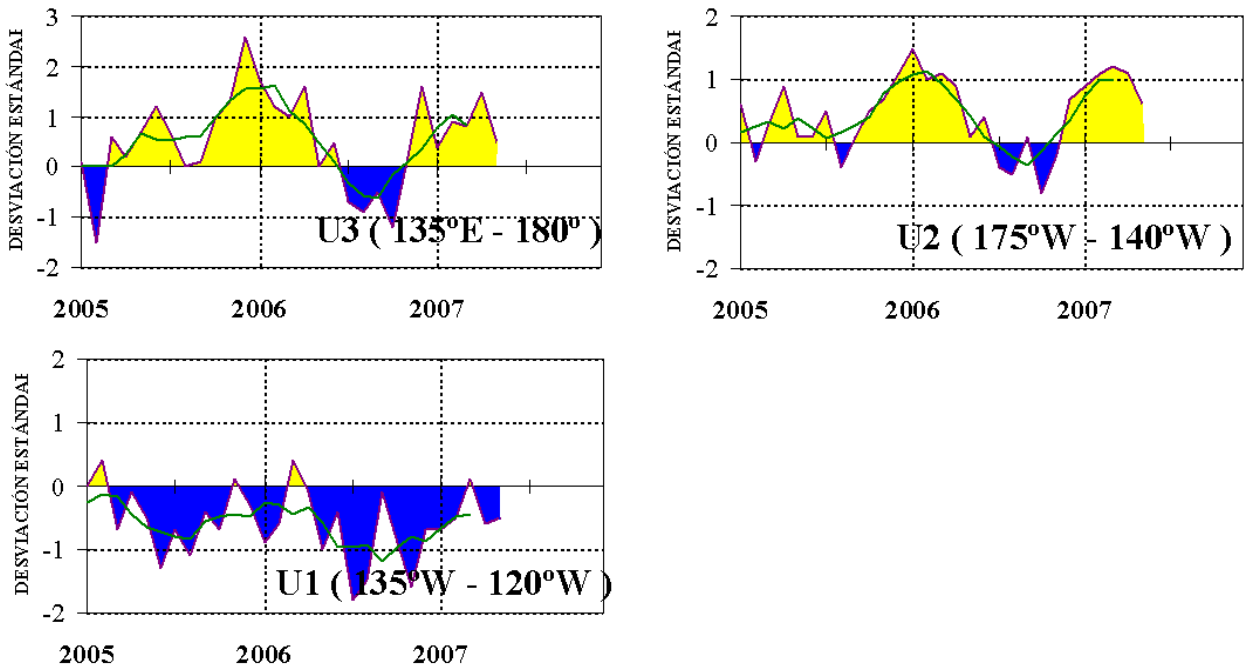 DESVIACIÓN ESTÁNDAI
3
2
1
0
-1
-2
U3 ( 135ºE - 180º )
2005 2006 2007
DESVIACIÓN ESTÁNDAI
2
1
0
-1
-2
U2 ( 175ºW - 140ºW )
2005 2006 2007
DESVIACIÓN ESTÁNDAI
2
1
0
-1
-2
U1 ( 135ºW - 120ºW )
2005 2006 2007